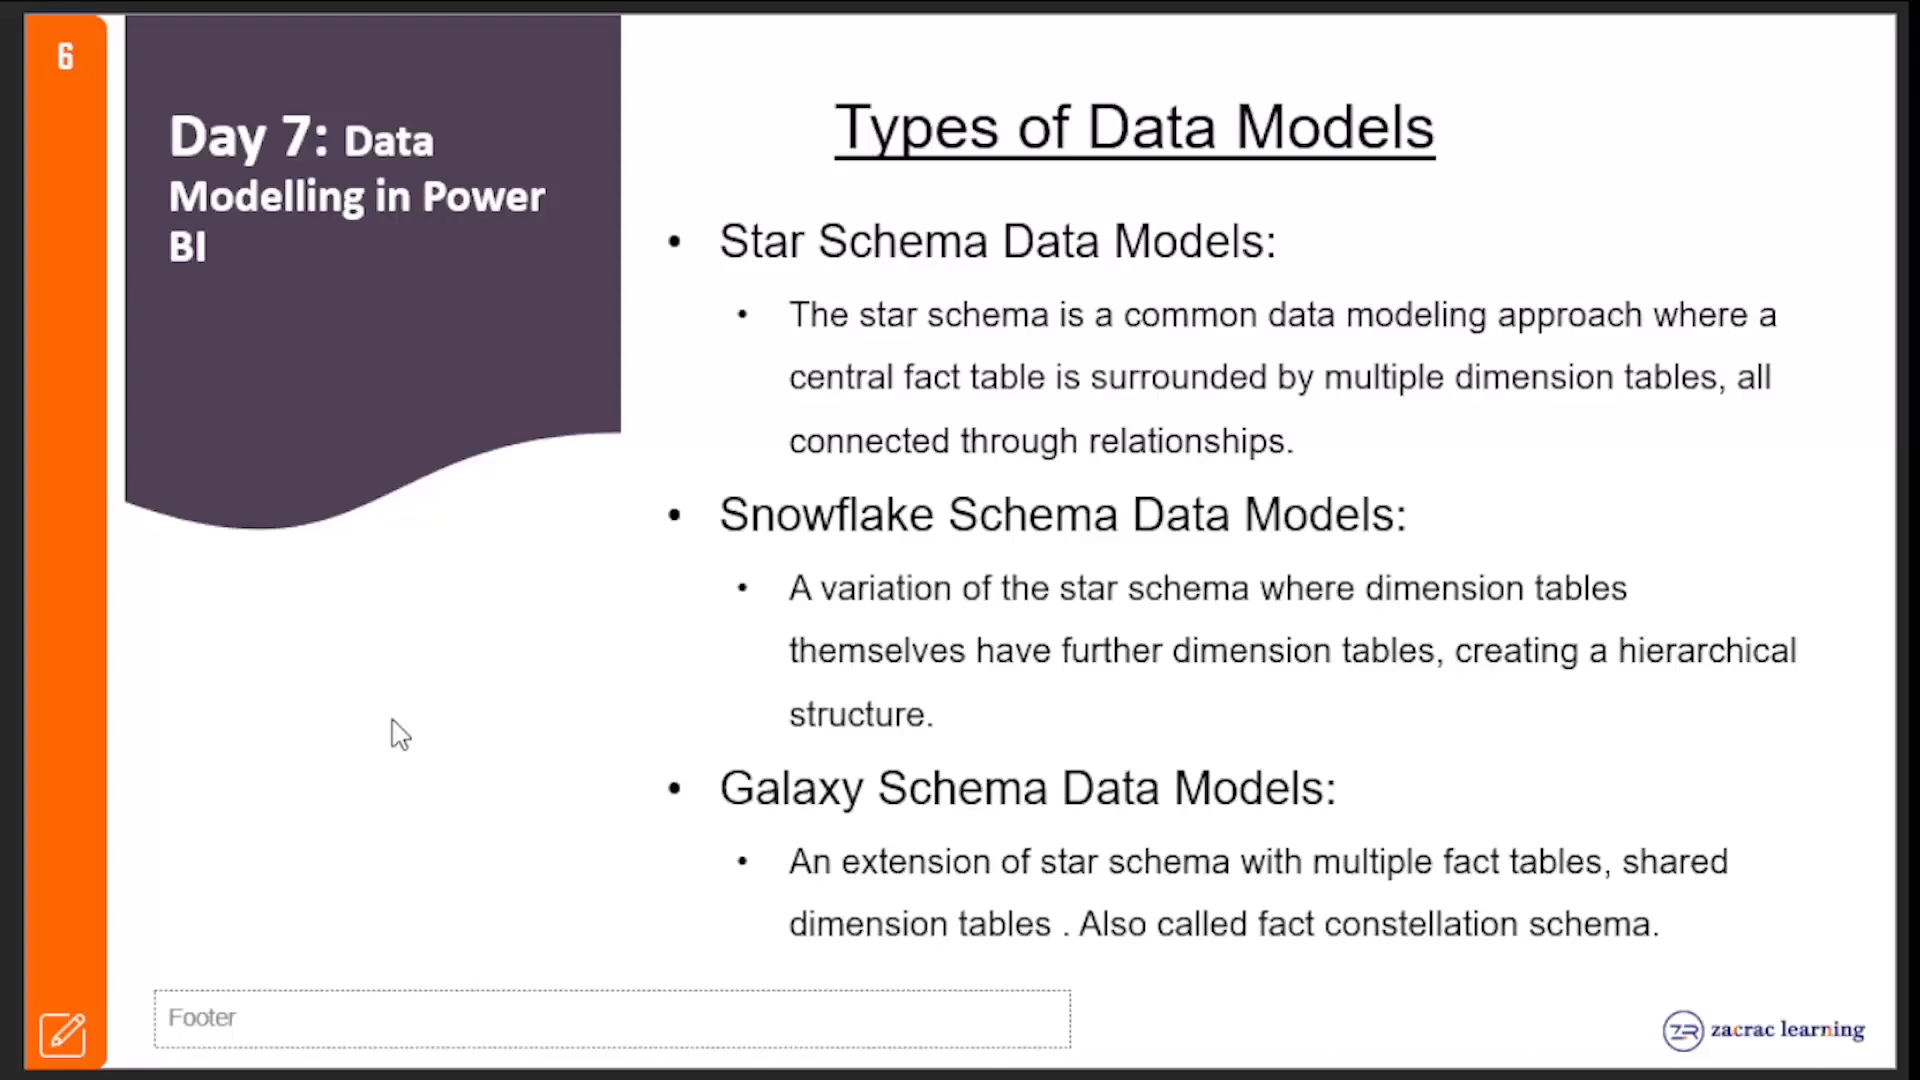 6
Day 7: Data
Modelling in Power
BI
Types of Data Models
• Star Schema Data Models:
• The star schema is a common data modeling approach where a
central fact table is surrounded by multiple dimension tables, all
connected through relationships.
• Snowflake Schema Data Models:
• A variation of the star schema where dimension tables
themselves have further dimension tables, creating a hierarchical
structure.
• Galaxy Schema Data Models:
• An extension of star schema with multiple fact tables, shared
dimension tables . Also called fact constellation schema.
Footer
ZR zacrac learning